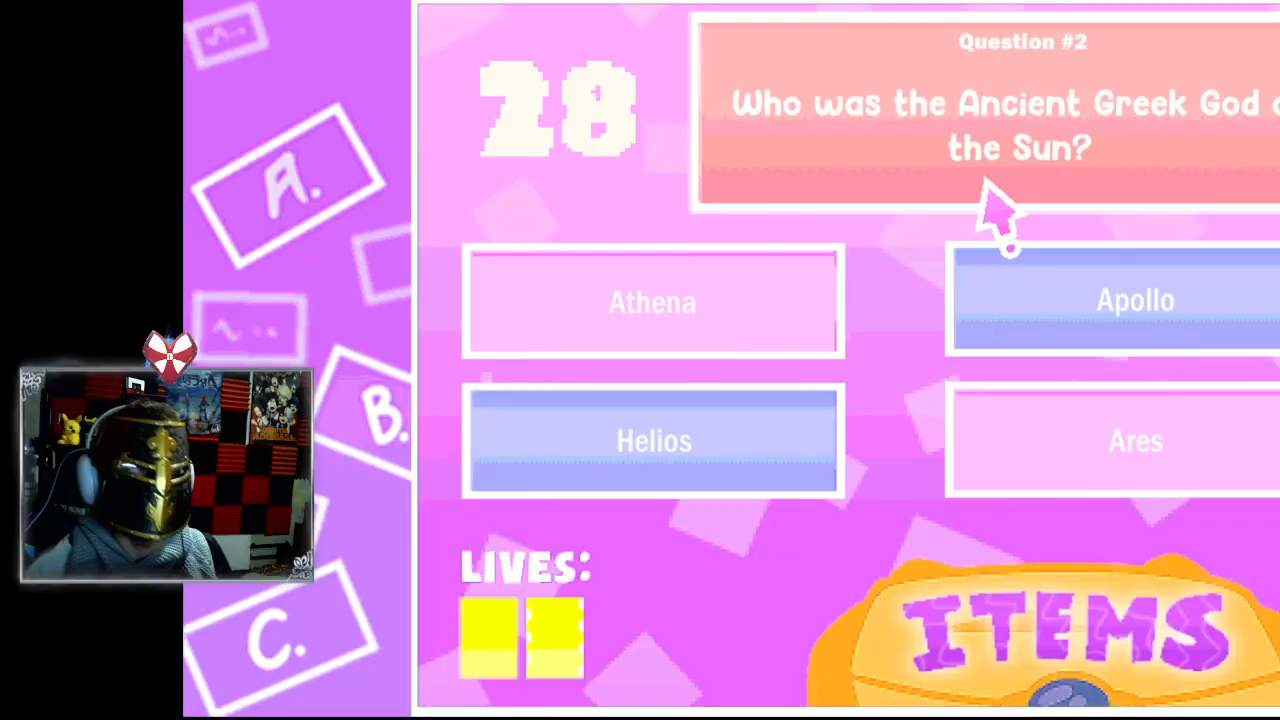 Question #2
28
Who was the Ancient Greek God
the Sun?
A.
Athena
Apollo
Helios
Ares
B.
LIVES:
ITEMS
C.